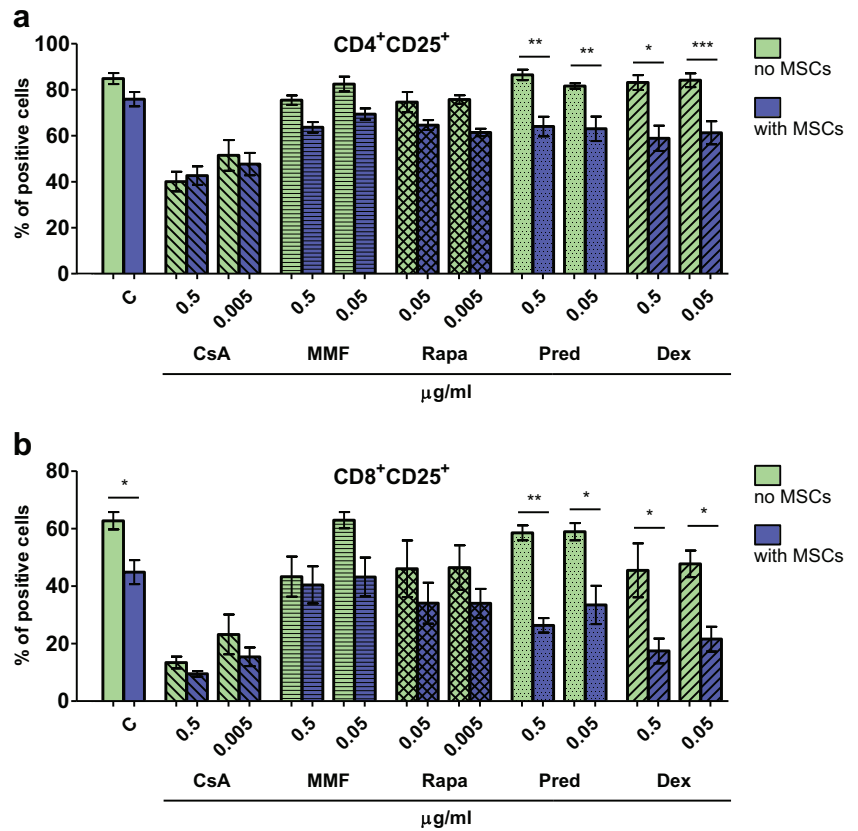 a
CD4⁺CD25⁺
% of positive cells
100
80
60
40
20
0
** ** * ***
no MSCs
with MSCs
C 0.5 0.005 0.5 0.05 0.05 0.005 0.5 0.05 0.5 0.05
CsA MMF Rapa Pred Dex
μg/ml
b
CD8⁺CD25⁺
% of positive cells
80
60
40
20
0
* ** * * *
no MSCs
with MSCs
C 0.5 0.005 0.5 0.05 0.05 0.005 0.5 0.05 0.5 0.05
CsA MMF Rapa Pred Dex
μg/ml